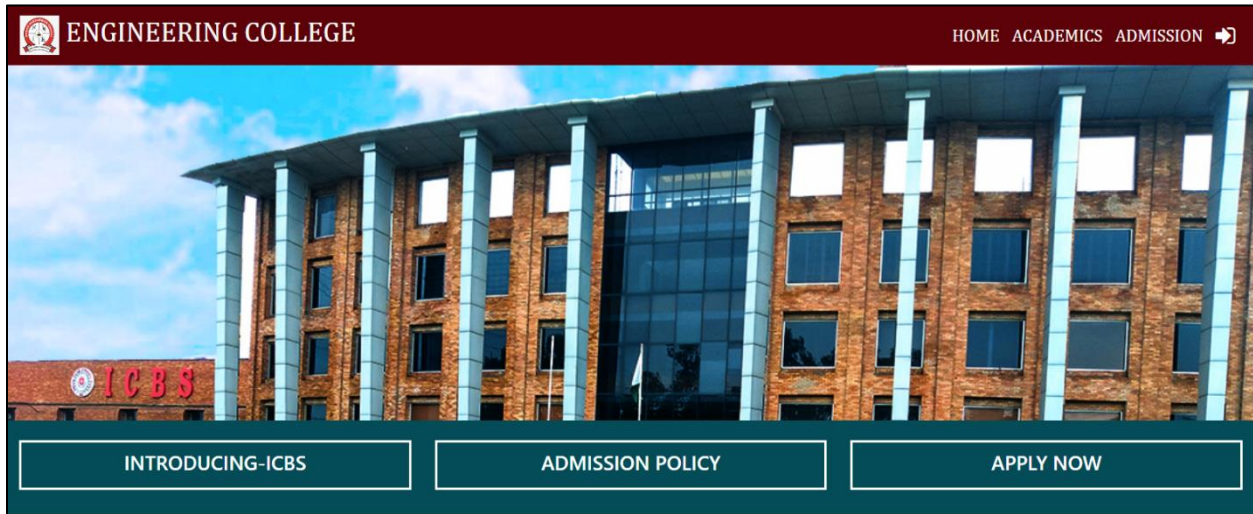 ENGINEERING COLLEGE
HOME ACADEMICS ADMISSION
ICBS
INTRODUCING-ICBS
ADMISSION POLICY
APPLY NOW